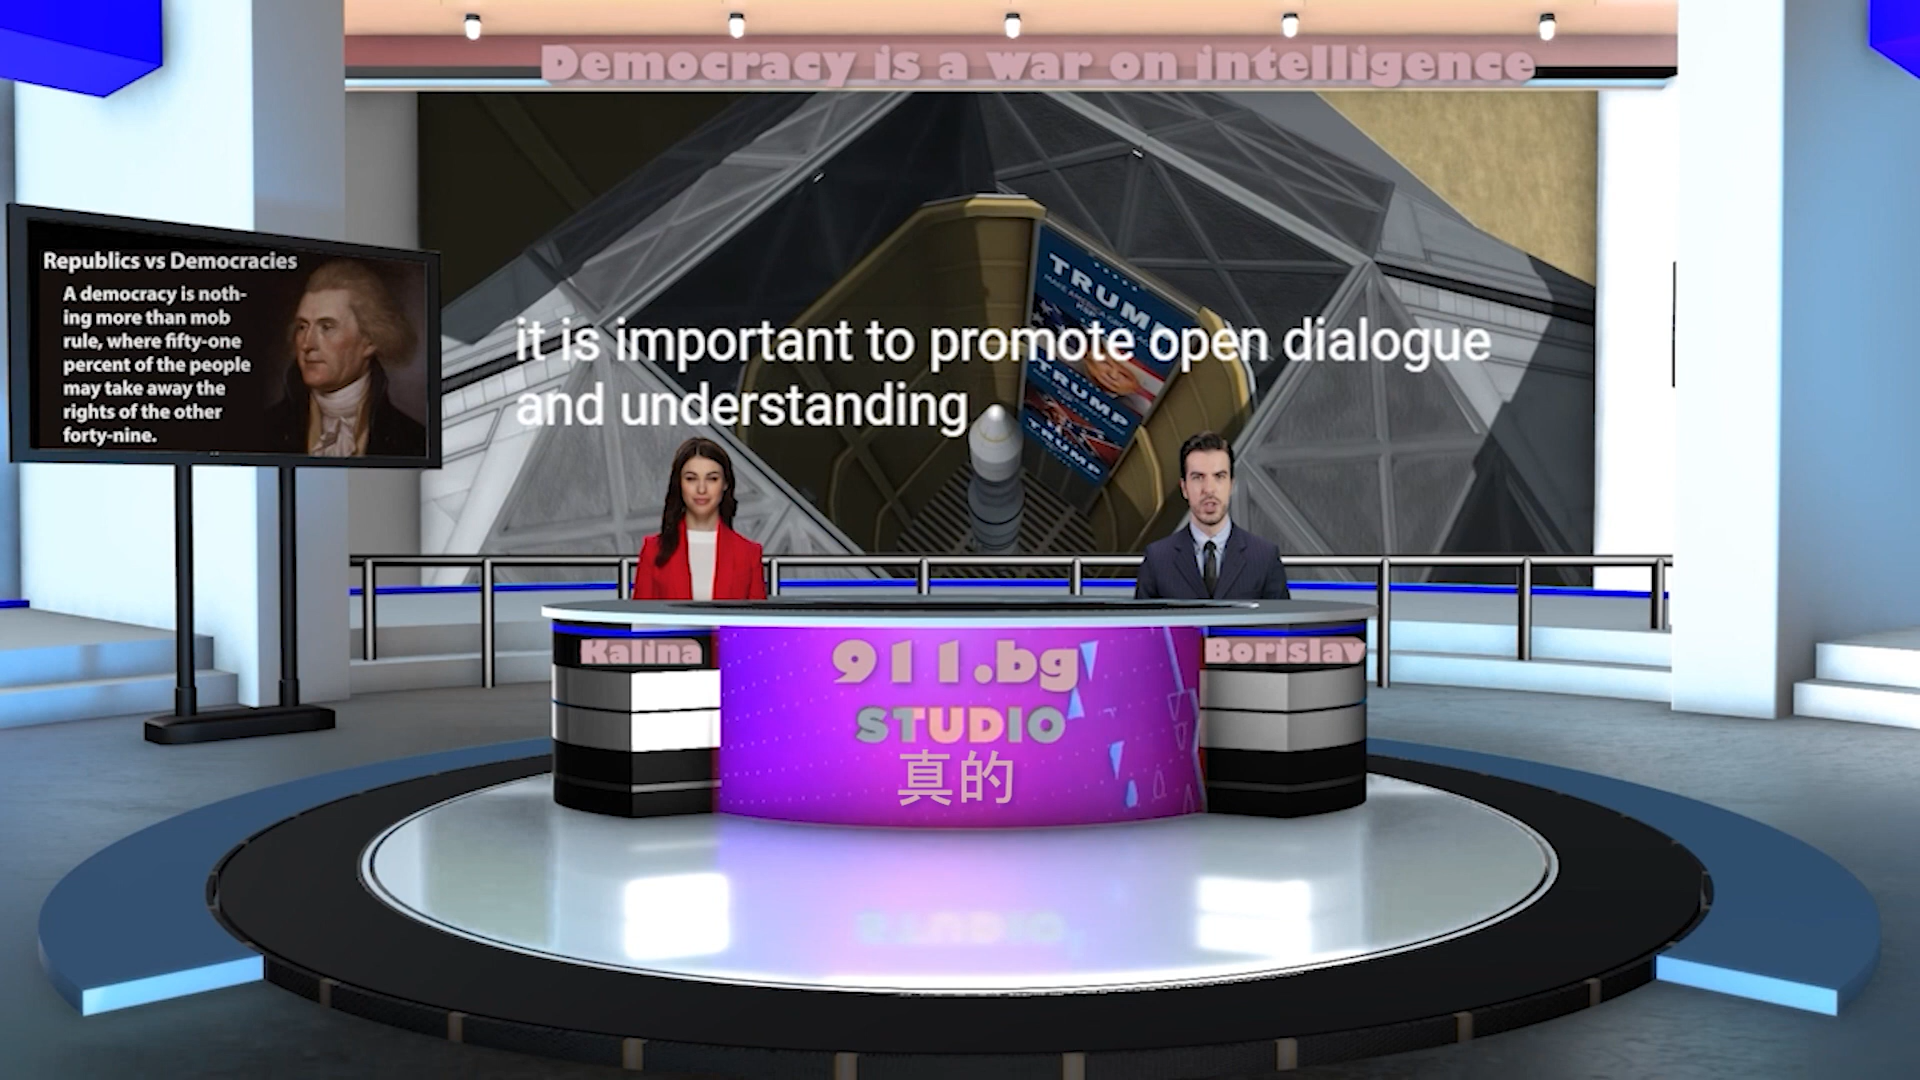 Democracy is a war on intelligence
Republics vs Democracies
A democracy is noth-
ing more than mob
rule, where fifty-one
percent of the people
may take away the
rights of the other
forty-nine.
TRUMP
it is important to promote open dialogue
and understanding
TRUMP
TRUMP
Kalina
911.bg
Borislav
STUDIO
真的